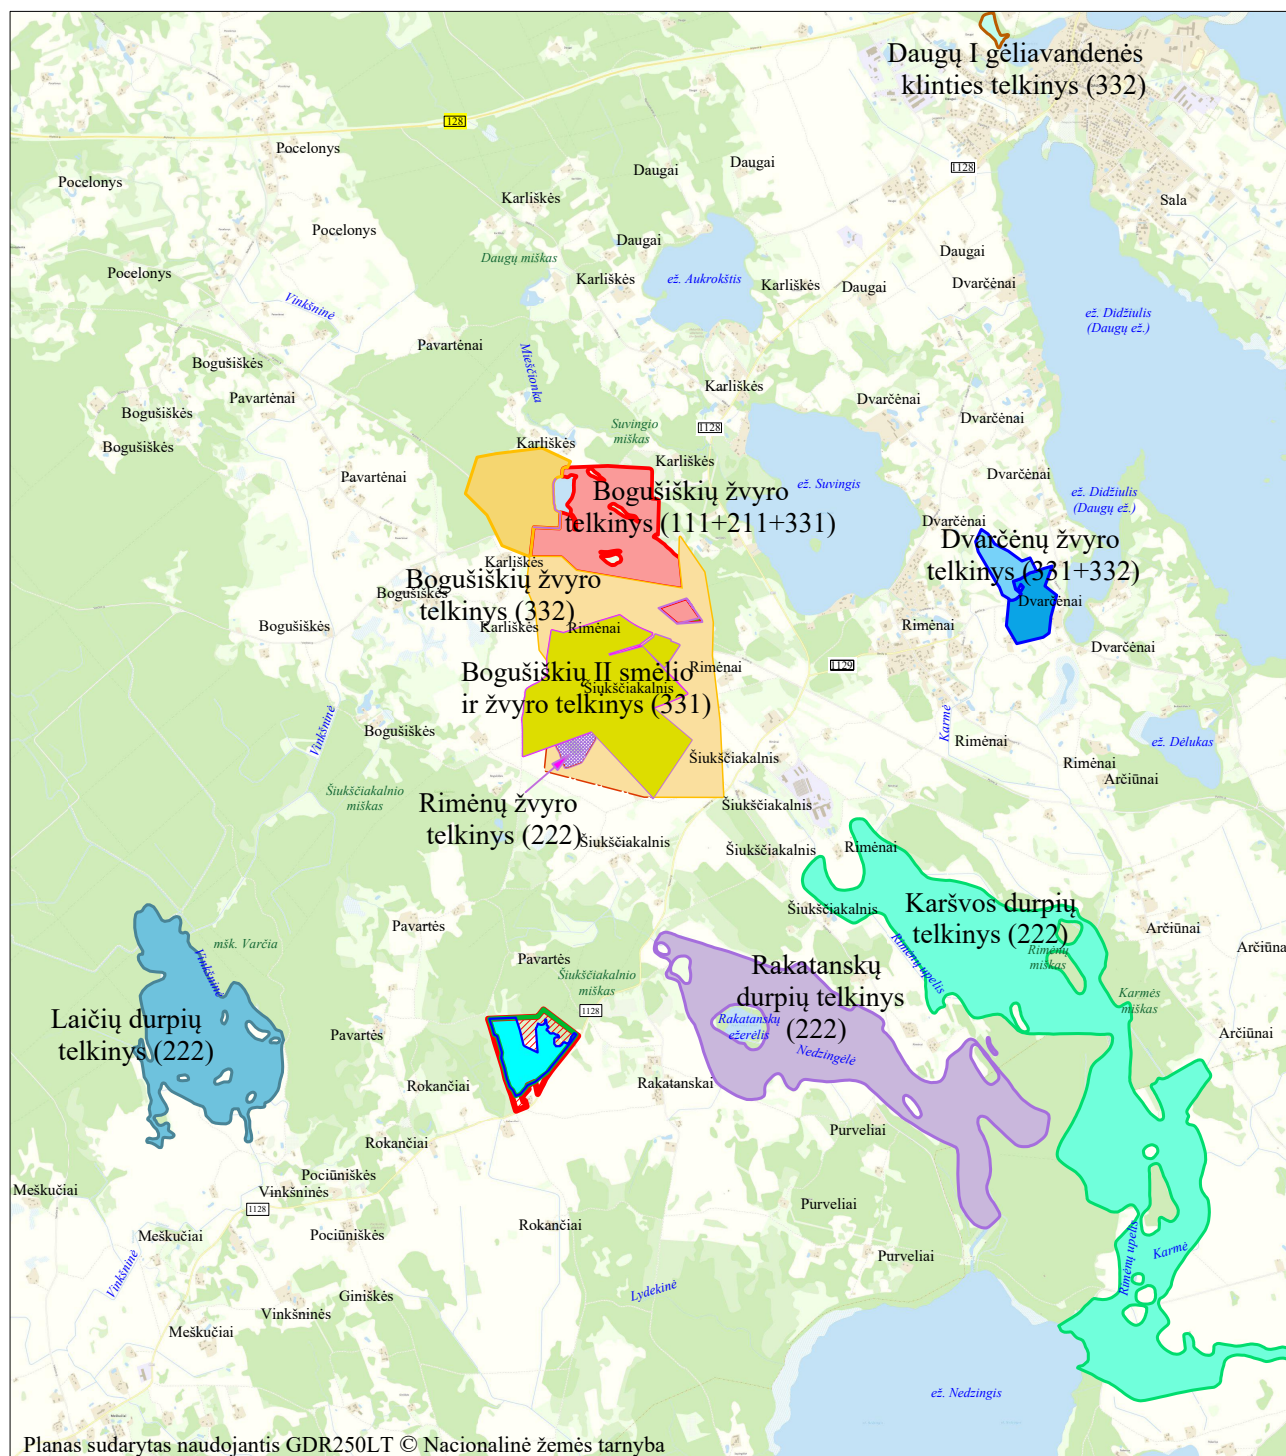 Daugų I gėliavandenės
klinties telkinys (332)
128
Pocelonys
Daugai
Daugai
1128
Pocelonys
Karliškės
Sala
Pocelonys
Daugai
Daugai
Daugų miškas
Pocelonys
Karliškės
ež. Aukrokštis
Karliškės
Daugai
Dvarčėnai
Vinkšninė
ež. Didžiulis
(Daugų ež.)
Pavartėnai
Mieščionka
Bogušiškės
Karliškės
Pavartėnai
Dvarčėnai
Bogušiškės
Dvarčėnai
Suvingio
miškas
1128
Bogušiškės
Karliškės
Karliškės
Pavartėnai
Dvarčėnai
ež. Suvingis
Bogušiškių žvyro
telkinys (111+211+331)
ež. Didžiulis
(Daugų ež.)
Dvarčėnai
Dvarčėnų žvyro
telkinys (331+332)
Karliškės
Bogušiškių žvyro
telkinys (332)
Bogušiškės
Dvarčėnai
Bogušiškės
Karliškės
Rimėnai
Rimėnai
Dvarčėnai
Rimėnai
1129
Bogušiškių II smėlio
ir žvyro telkinys (331)
Šiukščiakalnis
Vinkšninė
Bogušiškės
Karmė
Rimėnai
ež. Dėlukas
Šiukščiakalnis
Rimėnai
Arčiūnai
Šiukščiakalnio
miškas
Rimėnų žvyro
telkinys (222)
Šiukščiakalnis
Šiukščiakalnis
Šiukščiakalnis
Rimėnai
Šiukščiakalnis
Karšvos durpių
telkinys (222)
Pavartės
Arčiūnai
Arčiūna
mšk. Varčia
Vinkšninė
Pavartės
Šiukščiakalnio
miškas
Rimėnų upelis
Rimėnų
miškas
Rakatanskų
durpių telkinys
(222)
Karmės
miškas
1128
Laičių durpių
telkinys (222)
Pavartės
Rakatanskų
ežerėlis
Nedzingėlė
Arčiūnai
Rokančiai
Rakatanskai
Rokančiai
Purveliai
Pociūniškės
Meškučiai
Vinkšninės
1128
Purveliai
Meškučiai
Pociūniškės
Rokančiai
Purveliai
Rimėnų upelis
Karmė
Vinkšninė
Lydekinė
Giniškės
Vinkšninės
Meškučiai
ež. Nedzingis
Planas sudarytas naudojantis GDR250LT © Nacionalinė žemės tarnyba